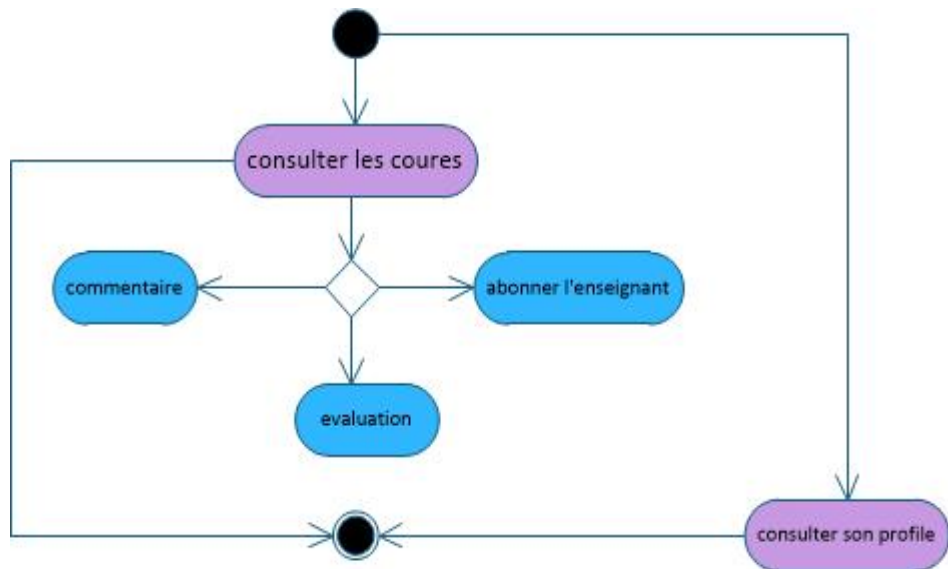 consulter les coures
commentaire
abonner l'enseignant
evaluation
consulter son profile